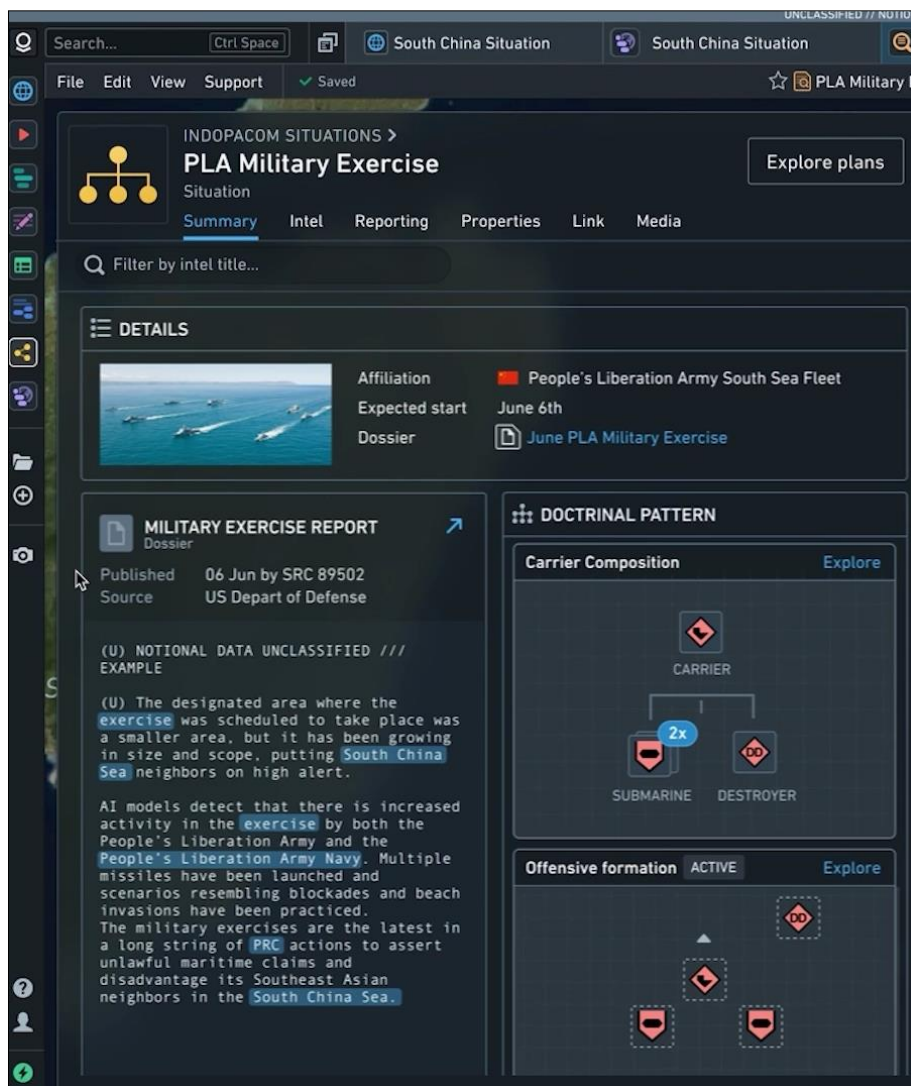 UNCLASSIFIED // NOTIO
Search...
Ctrl Space
South China Situation
South China Situation
File Edit View Support
Saved
PLA Military
INDOPACOM SITUATIONS >
PLA Military Exercise
Situation
Explore plans
Summary Intel Reporting Properties Link Media
Filter by intel title...
DETAILS
Affiliation People's Liberation Army South Sea Fleet
Expected start June 6th
Dossier June PLA Military Exercise
MILITARY EXERCISE REPORT
Dossier
Published 06 Jun by SRC 89502
Source US Depart of Defense
(U) NOTIONAL DATA UNCLASSIFIED ///
EXAMPLE
(U) The designated area where the
exercise was scheduled to take place was
a smaller area, but it has been growing
in size and scope, putting South China
Sea neighbors on high alert.
AI models detect that there is increased
activity in the exercise by both the
People's Liberation Army and the
People's Liberation Army Navy. Multiple
missiles have been launched and
scenarios resembling blockades and beach
invasions have been practiced.
The military exercises are the latest in
a long string of PRC actions to assert
unlawful maritime claims and
disadvantage its Southeast Asian
neighbors in the South China Sea.
DOCTRINAL PATTERN
Carrier Composition
Explore
CARRIER
2x
DD
SUBMARINE
DESTROYER
Offensive formation
ACTIVE
Explore
DD